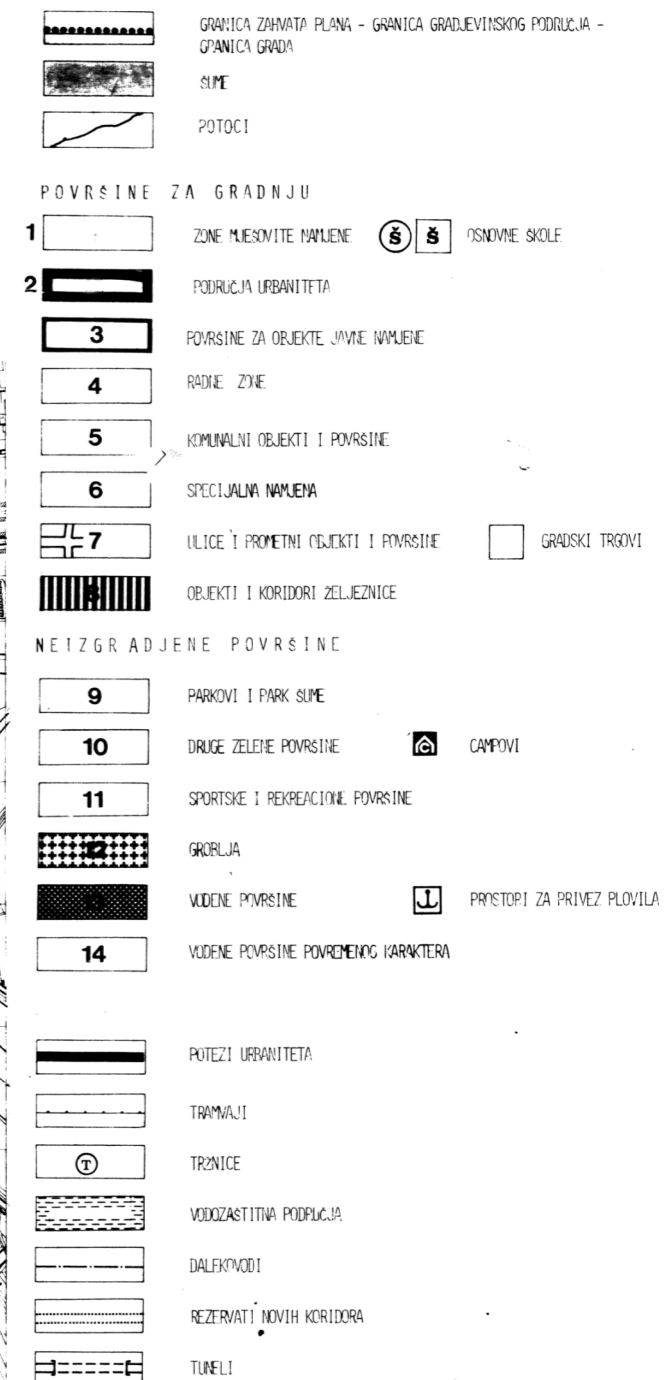 GRANICA ZAHVATA PLANA - GRANICA GRADJEVINSKOG PODRUČJA -
GRANICA GRADA
ŠUME
POTOCI
POVRŠINE ZA GRADNJU
1 ZONE MJEŠOVITE NAMJENE Š Š OSNOVNE ŠKOLE
2 PODRUČJA URBANITETA
3 POVRŠINE ZA OBJEKTE JAVNE NAMJENE
4 RADNE ZONE
5 KOMUNALNI OBJEKTI I POVRŠINE
6 SPECIJALNA NAMJENA
7 ULICE I PROMETNI OBJEKTI I POVRŠINE GRADSKI TRGOVI
8 OBJEKTI I KORIDORI ŽELJEZNICE
NEIZGRADJENE POVRŠINE
9 PARKOVI I PARK ŠUME
10 DRUGE ZELENE POVRŠINE C CAMPOVI
11 SPORTSKE I REKREACIONE POVRŠINE
12 GROBLJA
13 VODENE POVRŠINE PROSTORI ZA PRIVEZ PLOVILA
14 VODENE POVRŠINE POVREMENOG KARAKTERA
POTEZI URBANITETA
TRAMVAJI
T TRŽNICE
VODOZAŠTITNA PODRUČJA
DALEKOVODI
REZERVATI NOVIH KORIDORA
TUNELI